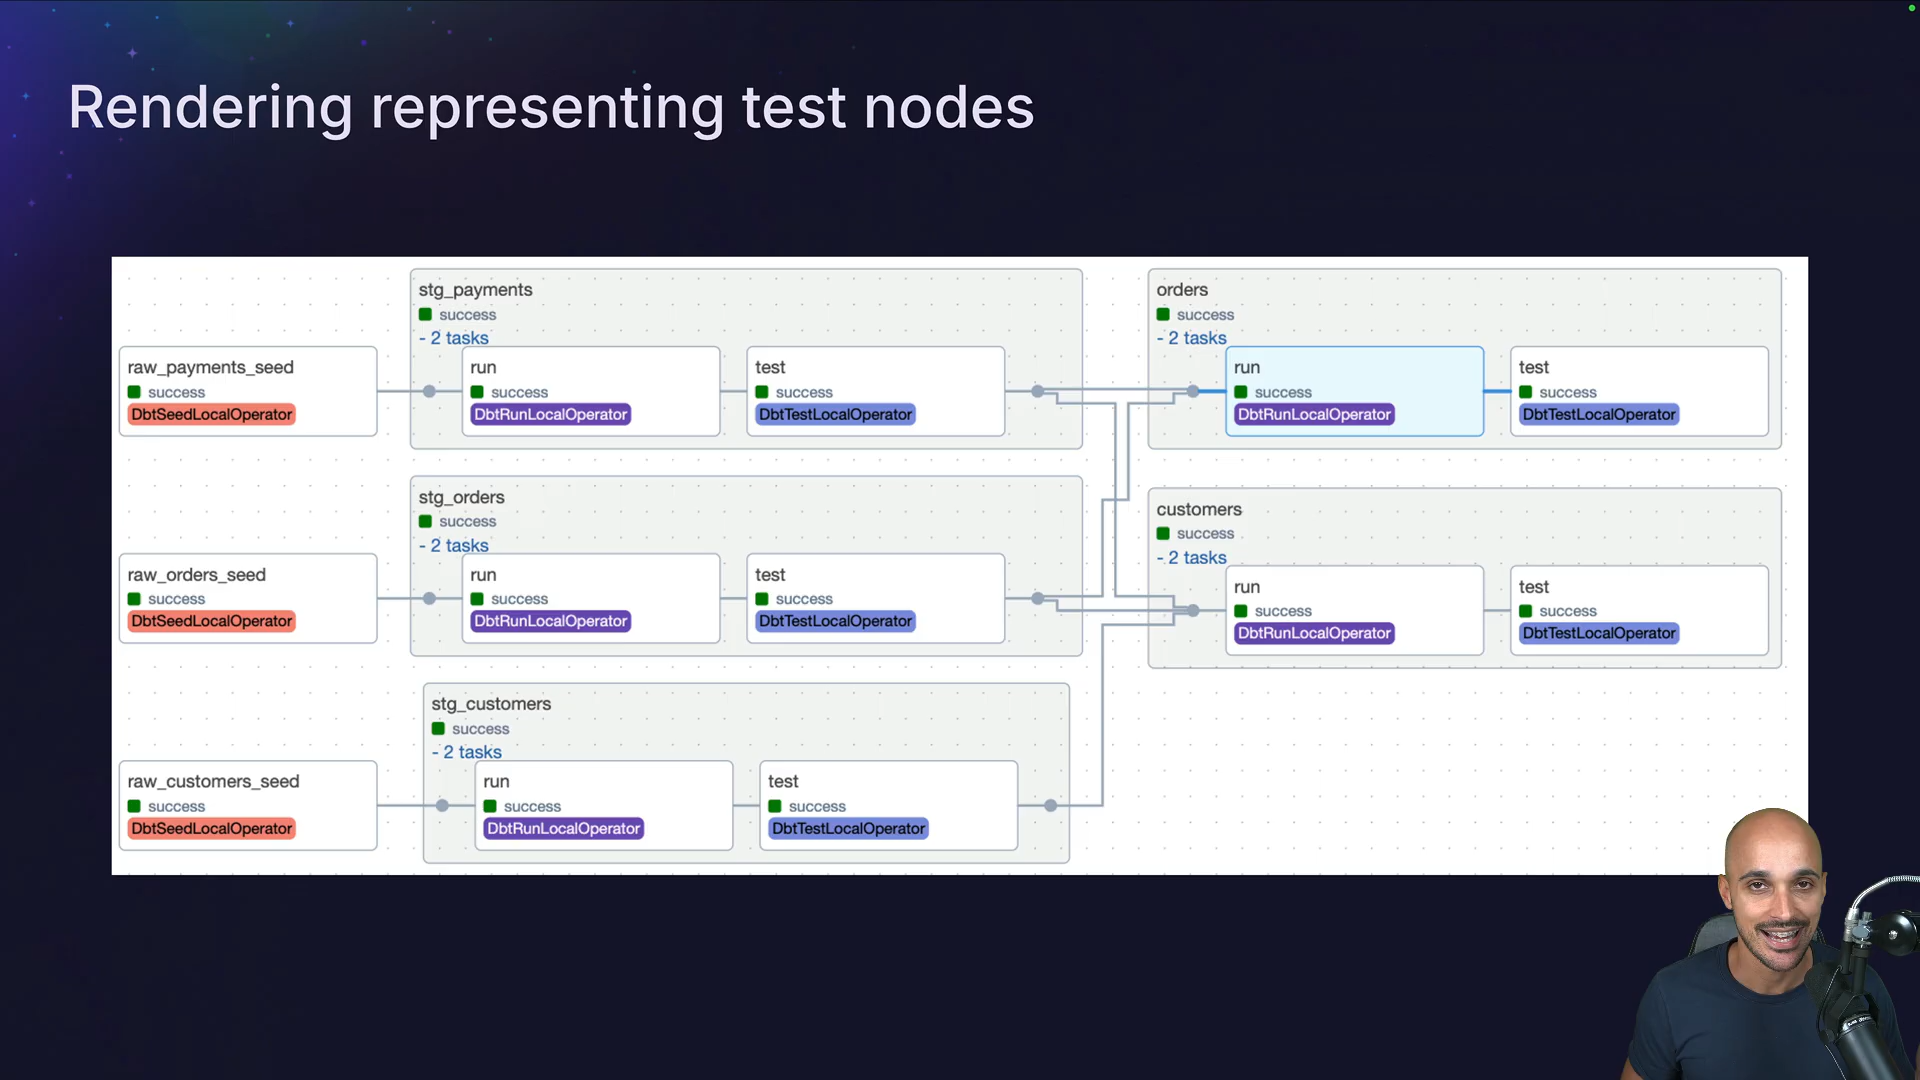 Rendering representing test nodes
stg_payments
success
- 2 tasks
raw_payments_seed
success
DbtSeedLocalOperator
run
success
DbtRunLocalOperator
test
success
DbtTestLocalOperator
orders
success
- 2 tasks
run
success
DbtRunLocalOperator
test
success
DbtTestLocalOperator
stg_orders
success
- 2 tasks
raw_orders_seed
success
DbtSeedLocalOperator
run
success
DbtRunLocalOperator
test
success
DbtTestLocalOperator
customers
success
- 2 tasks
run
success
DbtRunLocalOperator
test
success
DbtTestLocalOperator
stg_customers
success
- 2 tasks
raw_customers_seed
success
DbtSeedLocalOperator
run
success
DbtRunLocalOperator
test
success
DbtTestLocalOperator